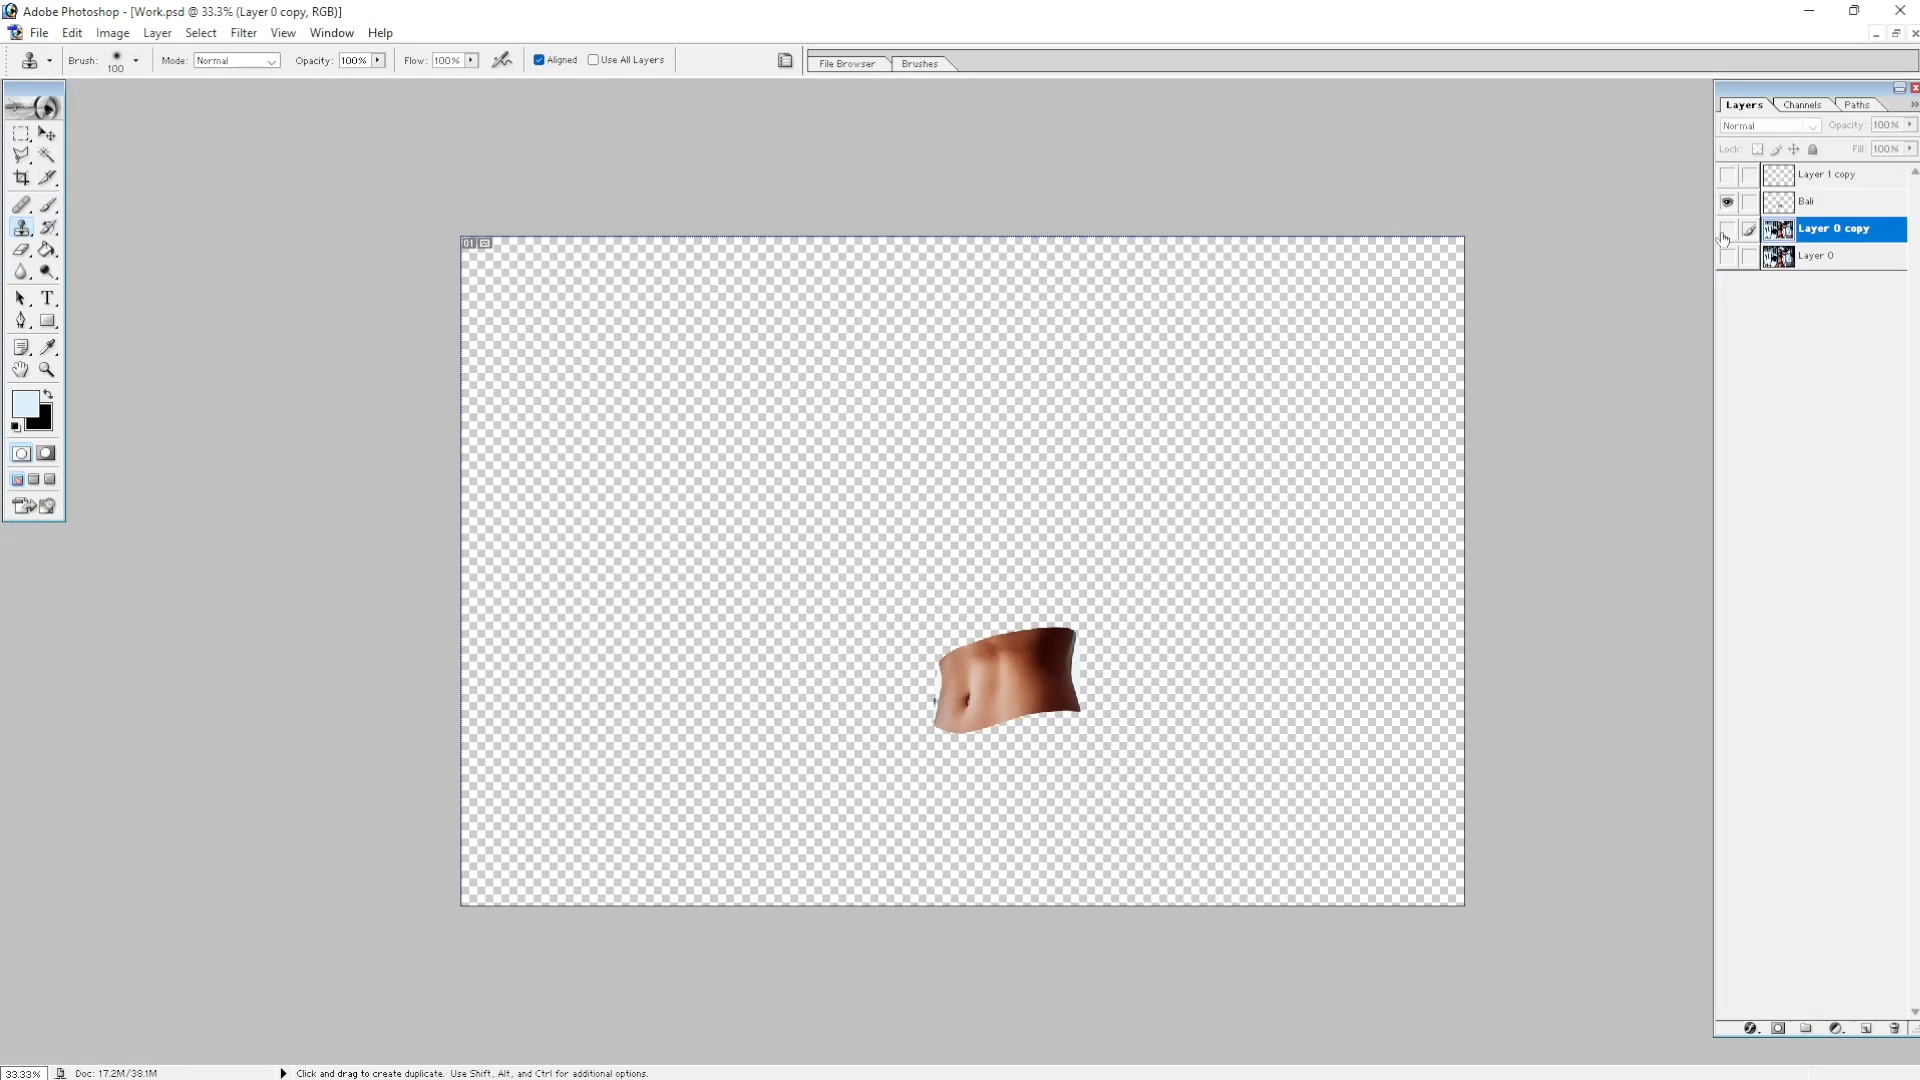 Adobe Photoshop - [Work.psd @ 33.3% (Layer 0 copy, RGB)]
File Edit Image Layer Select Filter View Window Help
Brush: 100 Mode: Normal Opacity: 100% Flow: 100% Aligned Use All Layers File Browser Brushes
Layers Channels Paths
Normal Opacity: 100%
Lock: Fill: 100%
Layer 1 copy
Bali
Layer 0 copy
Layer 0
01
33.33% Doc: 17.2M/38.1M Click and drag to create duplicate. Use Shift, Alt, and Ctrl for additional options.